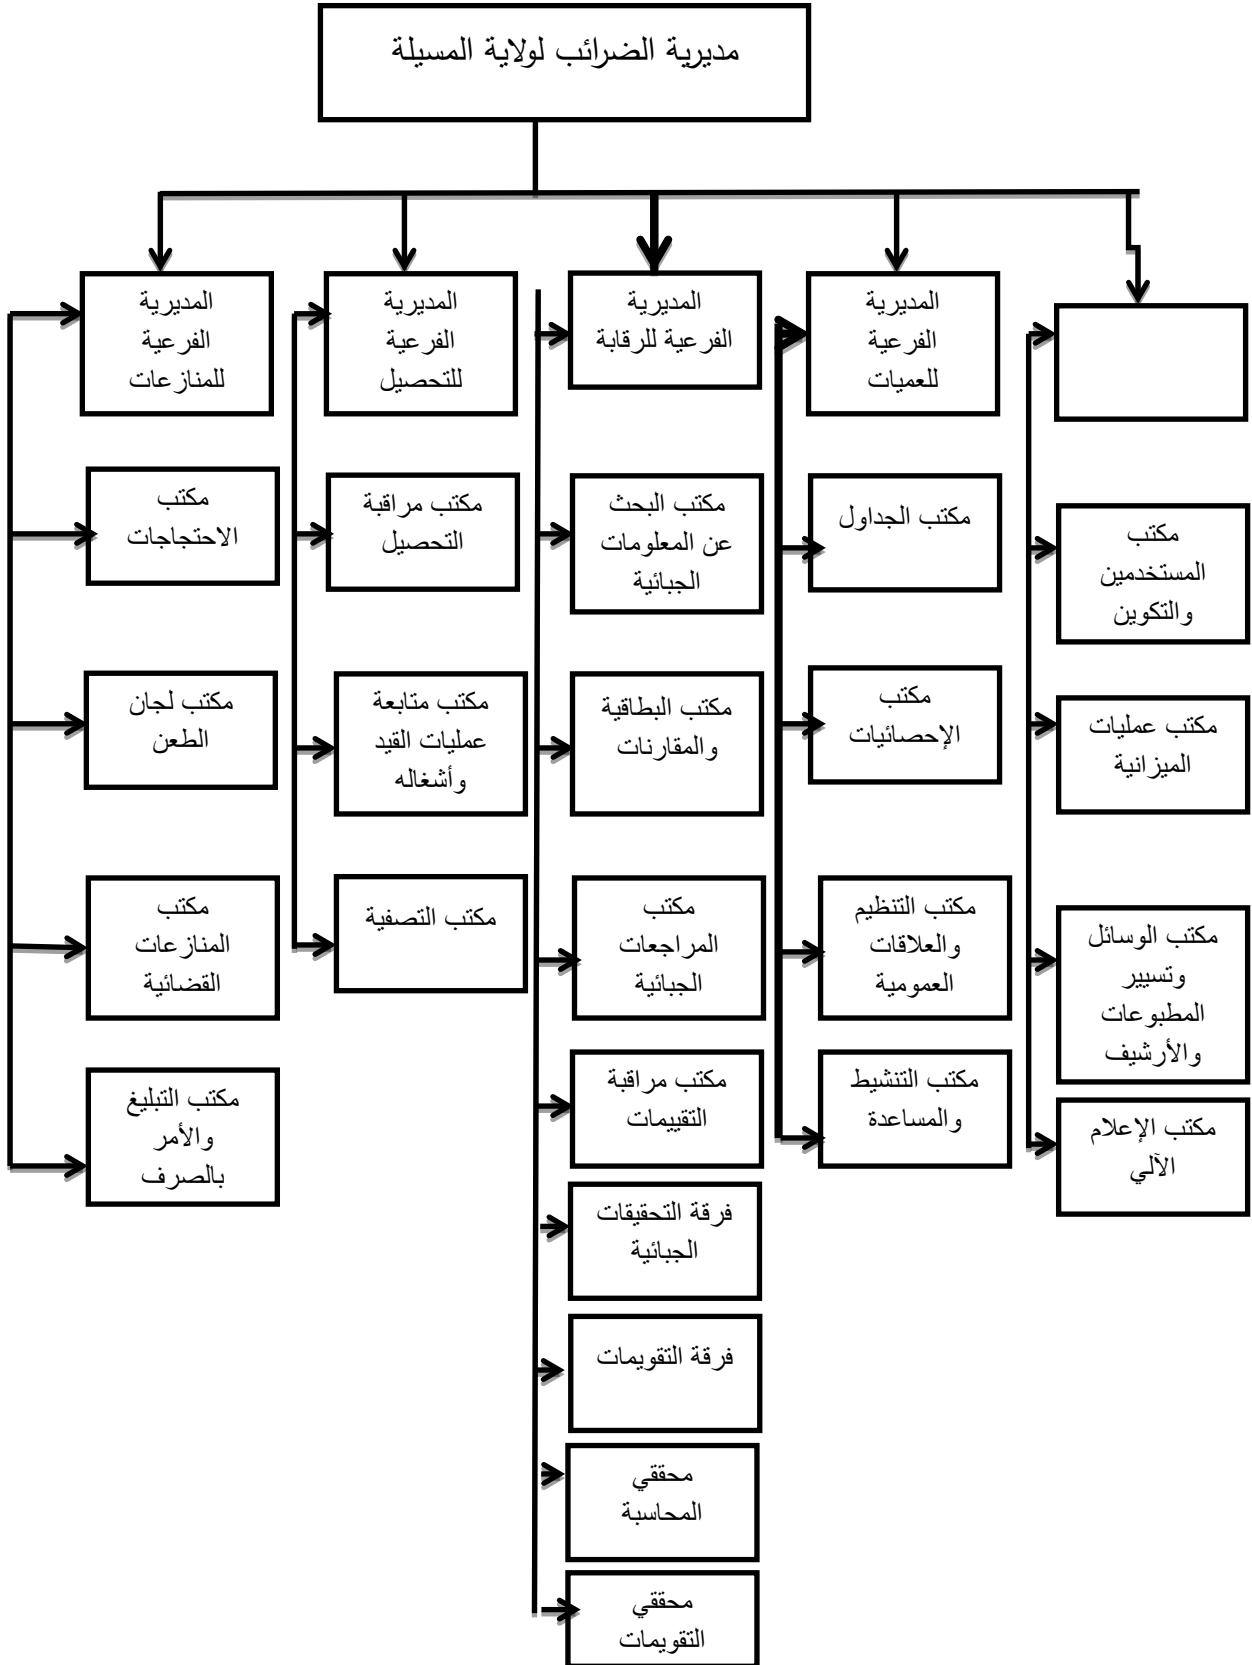 مديرية الضرائب لولاية المسيلة
المديرية
الفرعية
للعميات
المديرية
الفرعية للرقابة
المديرية
الفرعية
للتحصيل
المديرية
الفرعية
للمنازعات
مكتب
المستخدمين
والتكوين
مكتب عمليات
الميزانية
مكتب الوسائل
وتسيير
المطبوعات
والأرشيف
مكتب الإعلام
الآلي
مكتب الجداول
مكتب
الإحصائيات
مكتب التنظيم
والعلاقات
العمومية
مكتب التنشيط
والمساعدة
مكتب البحث
عن المعلومات
الجبائية
مكتب البطاقية
والمقارنات
مكتب
المراجعات
الجبائية
مكتب مراقبة
التقييمات
فرقة التحقيقات
الجبائية
فرقة التقويمات
محققي
المحاسبة
محققي
التقويمات
مكتب مراقبة
التحصيل
مكتب متابعة
عمليات القيد
وأشغاله
مكتب التصفية
مكتب
الاحتجاجات
مكتب لجان
الطعن
مكتب
المنازعات
القضائية
مكتب التبليغ
والأمر
بالصرف